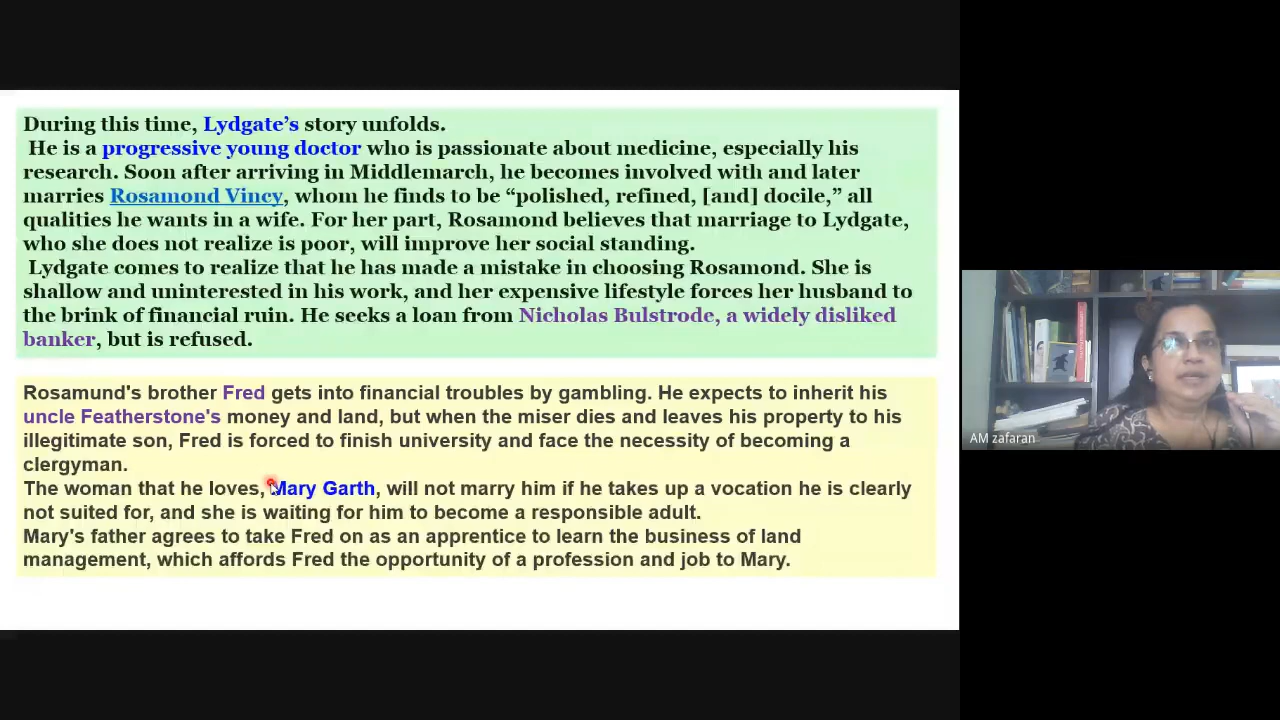 During this time, Lydgate's story unfolds.
He is a progressive young doctor who is passionate about medicine, especially his
research. Soon after arriving in Middlemarch, he becomes involved with and later
marries Rosamond Vincy, whom he finds to be “polished, refined, [and] docile,” all
qualities he wants in a wife. For her part, Rosamond believes that marriage to Lydgate,
who she does not realize is poor, will improve her social standing.
Lydgate comes to realize that he has made a mistake in choosing Rosamond. She is
shallow and uninterested in his work, and her expensive lifestyle forces her husband to
the brink of financial ruin. He seeks a loan from Nicholas Bulstrode, a widely disliked
banker, but is refused.
Rosamund's brother Fred gets into financial troubles by gambling. He expects to inherit his
uncle Featherstone's money and land, but when the miser dies and leaves his property to his
illegitimate son, Fred is forced to finish university and face the necessity of becoming a
clergyman.
The woman that he loves, Mary Garth, will not marry him if he takes up a vocation he is clearly
not suited for, and she is waiting for him to become a responsible adult.
Mary's father agrees to take Fred on as an apprentice to learn the business of land
management, which affords Fred the opportunity of a profession and job to Mary.
AM zafaran